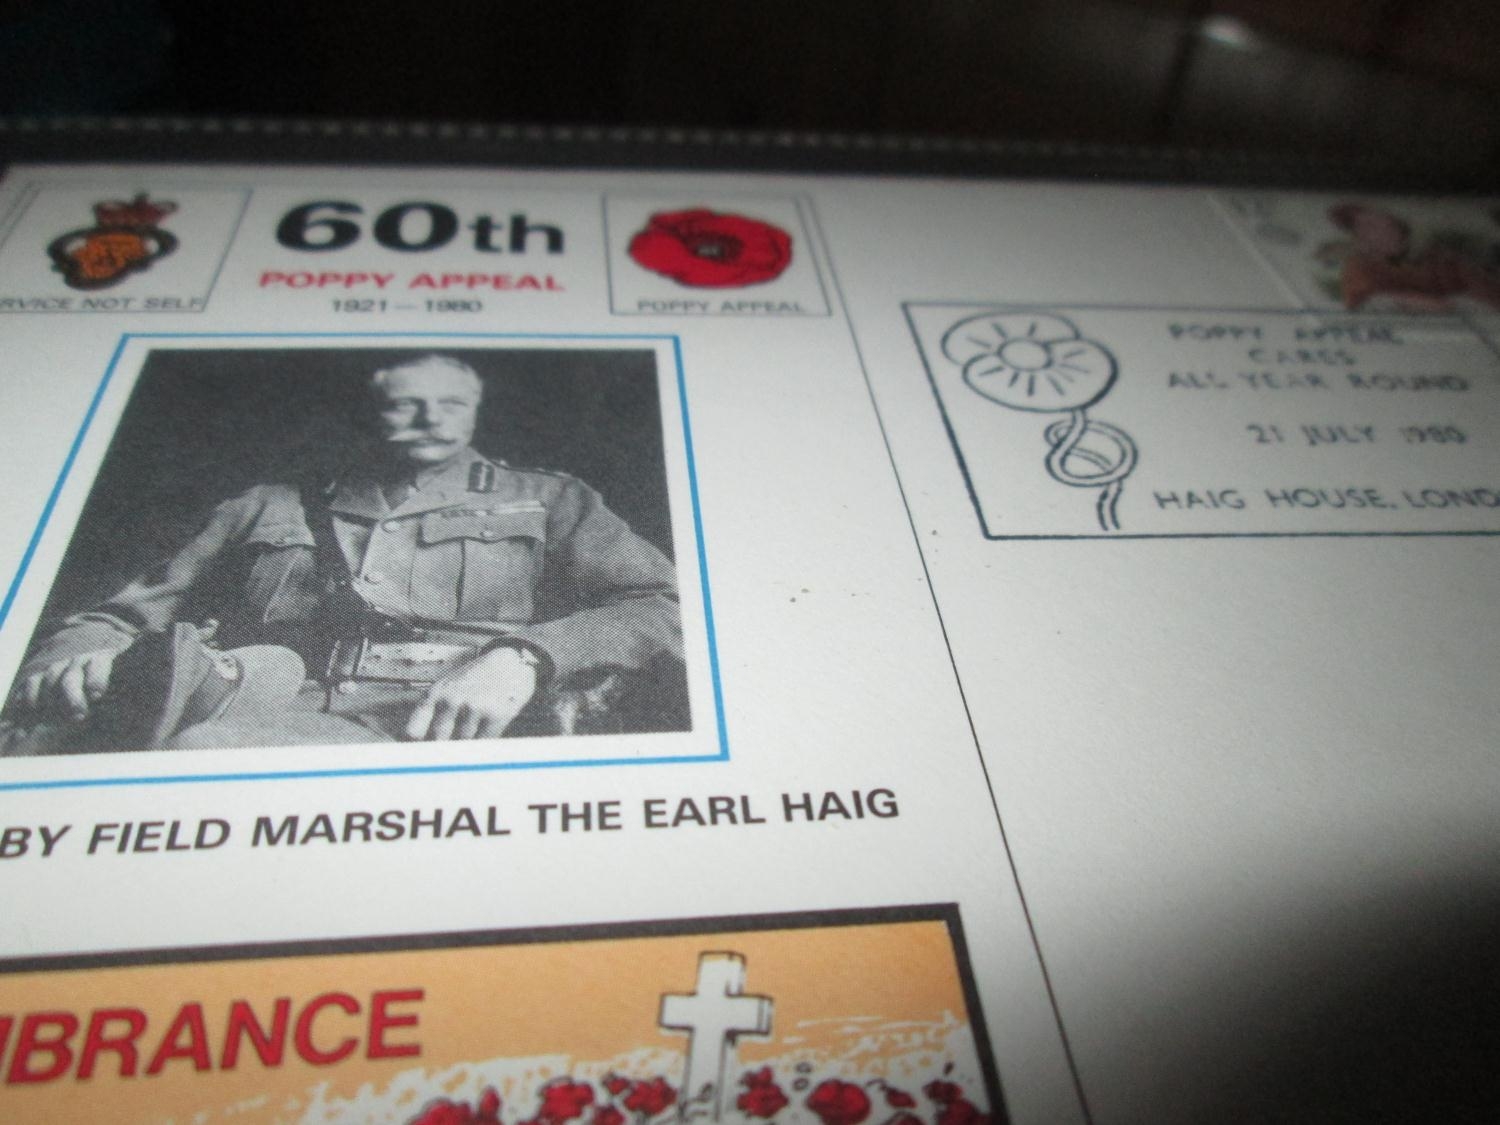 60th
POPPY APPEAL
1921 — 1980
RVICE NOT SELF
POPPY APPEAL
BY FIELD MARSHAL THE EARL HAIG
MBRANCE
POPPY APPEAL
CARES
ALL YEAR ROUND
21 JULY 1980
HAIG HOUSE, LOND